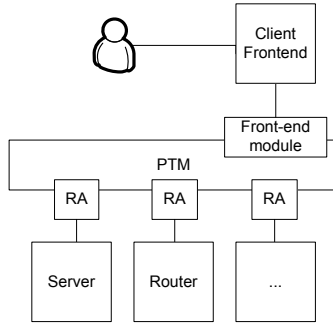 Client
Frontend
Front-end
module
PTM
RA
RA
RA
Server
Router
...